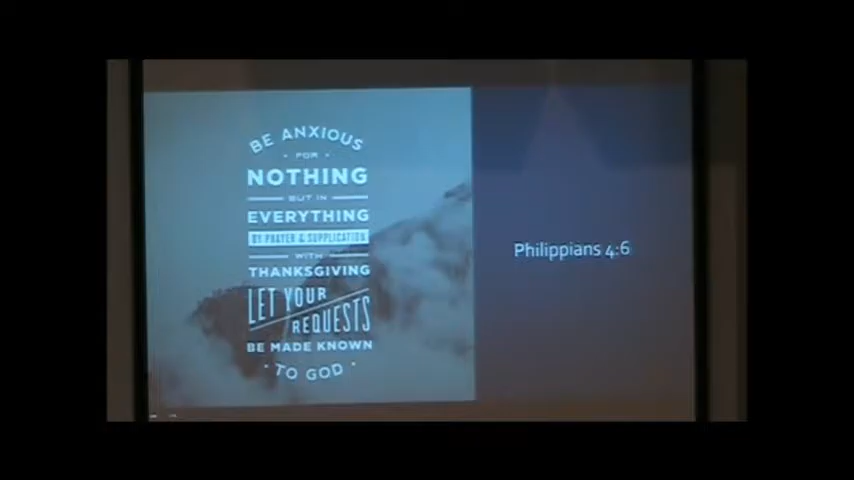 BE ANXIOUS
FOR
NOTHING
BUT IN
EVERYTHING
BY PRAYER & SUPPLICATION
WITH
THANKSGIVING
LET YOUR
REQUESTS
BE MADE KNOWN
TO GOD
Philippians 4:6